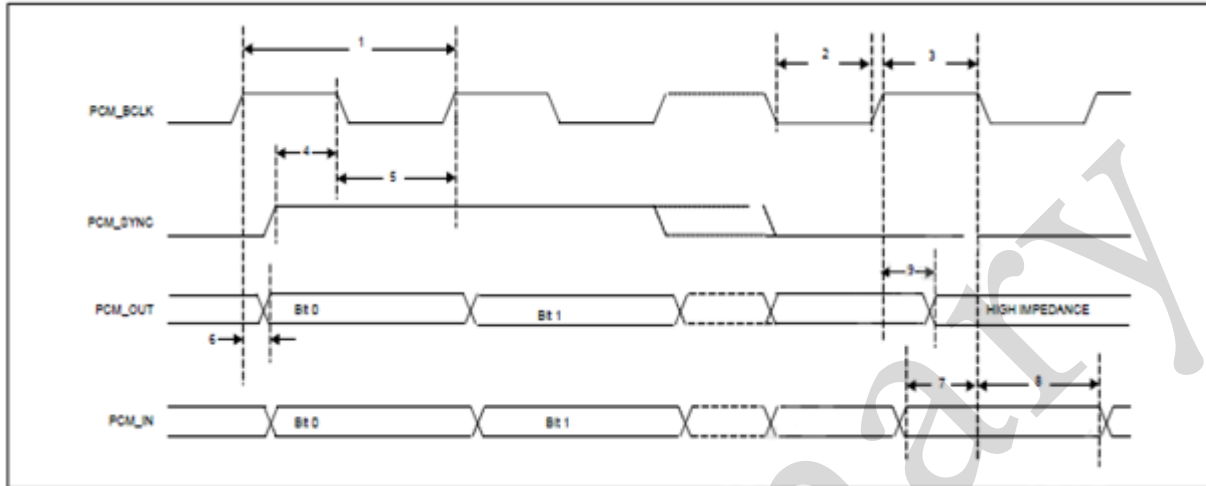 1
2
3
PCM_BCLK
4
5
PCM_SYNC
9
PCM_OUT
Bit 0
Bit 1
HIGH IMPEDANCE
6
7
8
PCM_IN
Bit 0
Bit 1